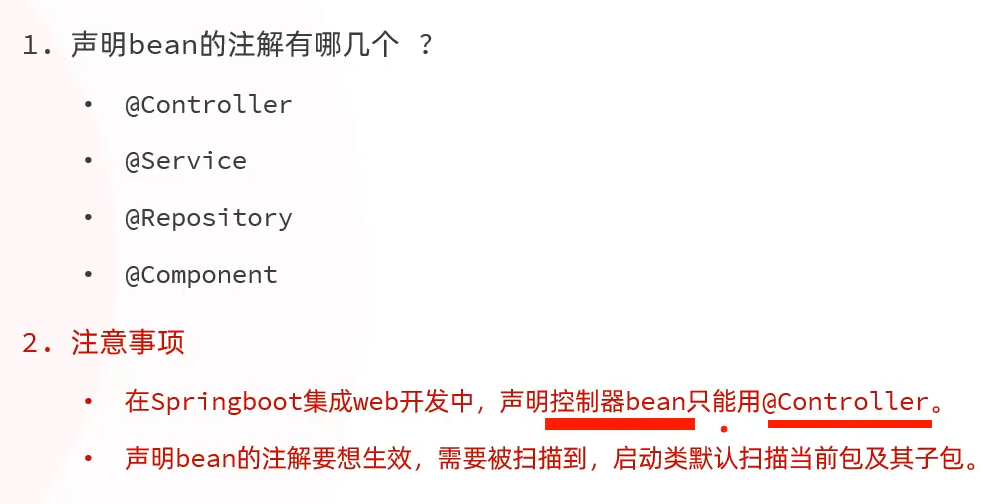 1. 声明bean的注解有哪几个 ？
• @Controller
• @Service
• @Repository
• @Component
2. 注意事项
• 在Springboot集成web开发中，声明控制器bean只能用@Controller。
• 声明bean的注解要想生效，需要被扫描到，启动类默认扫描当前包及其子包。